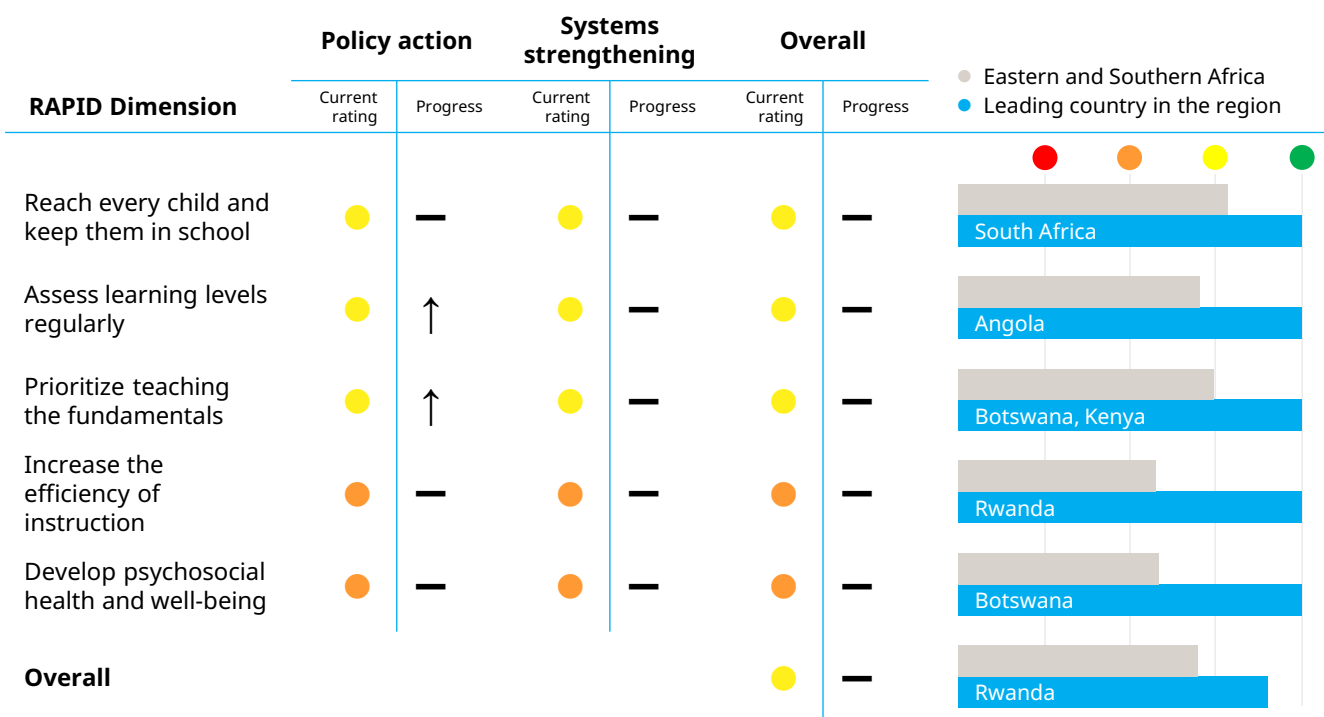 Policy action
Systems
strengthening
Overall
Eastern and Southern Africa
Leading country in the region
RAPID Dimension
Current
rating
Progress
Current
rating
Progress
Current
rating
Progress
Reach every child and
keep them in school
South Africa
Assess learning levels
regularly
Angola
Prioritize teaching
the fundamentals
Botswana, Kenya
Increase the
efficiency of
instruction
Rwanda
Develop psychosocial
health and well-being
Botswana
Overall
Rwanda